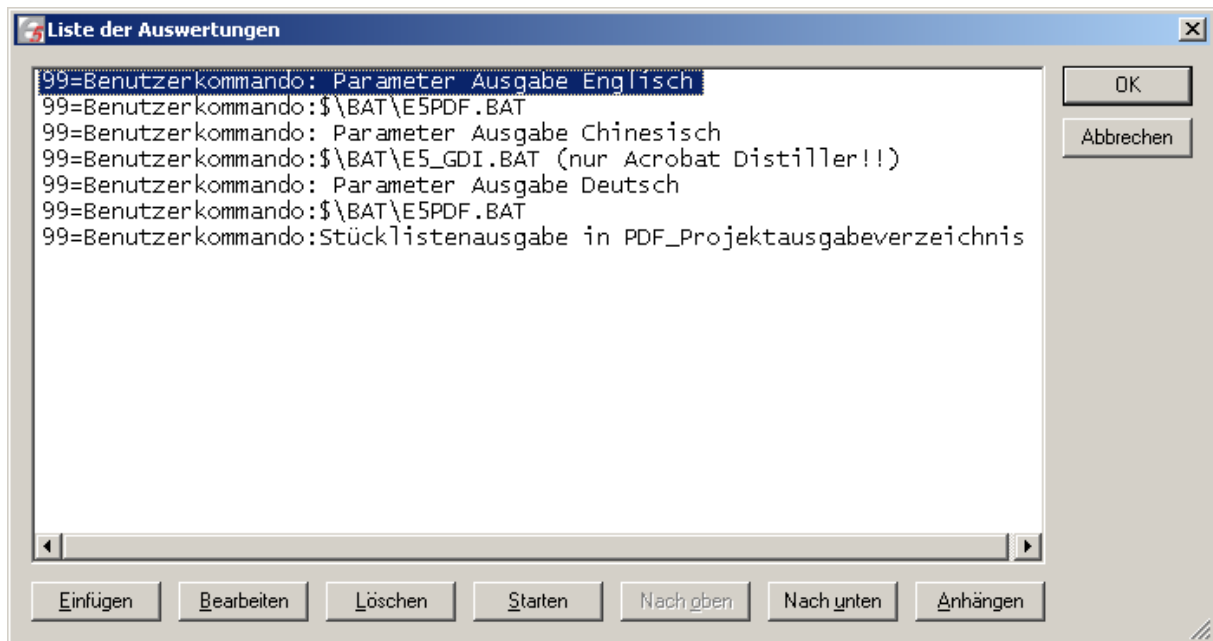 Liste der Auswertungen
99=Benutzerkommando: Parameter Ausgabe Englisch
99=Benutzerkommando:$\BAT\E5PDF.BAT
99=Benutzerkommando: Parameter Ausgabe Chinesisch
99=Benutzerkommando:$\BAT\E5_GDI.BAT (nur Acrobat Distiller!!)
99=Benutzerkommando: Parameter Ausgabe Deutsch
99=Benutzerkommando:$\BAT\E5PDF.BAT
99=Benutzerkommando:Stücklistenausgabe in PDF_Projektausgabeverzeichnis
OK
Abbrechen
Einfügen Bearbeiten Löschen Starten Nach oben Nach unten Anhängen